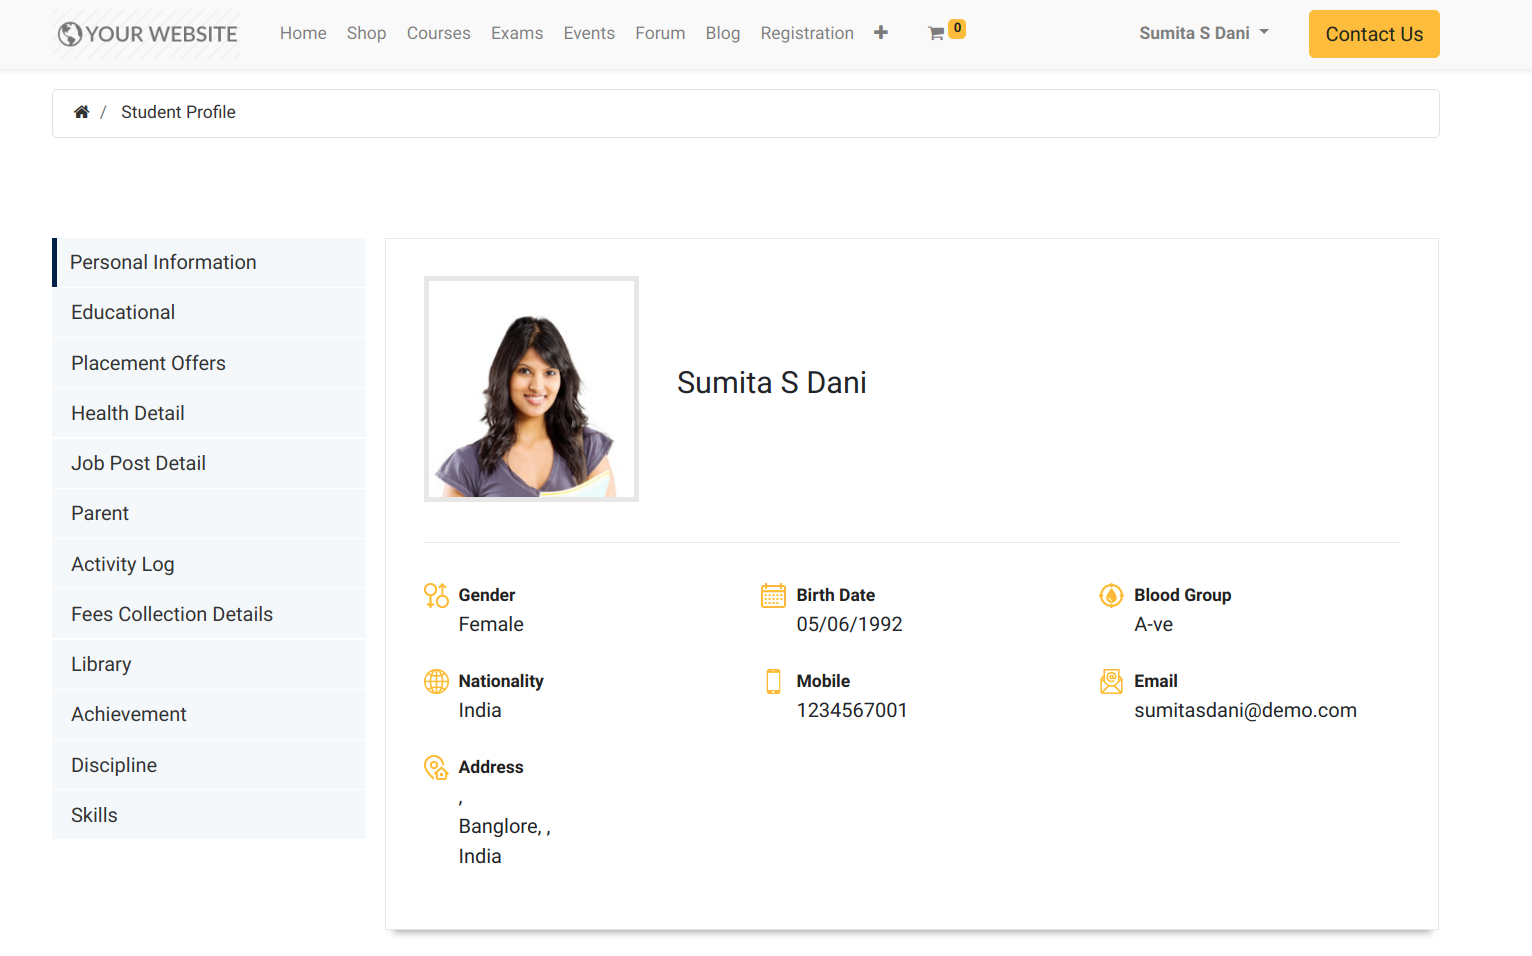 YOUR WEBSITE
Home Shop Courses Exams Events Forum Blog Registration 0 Sumita S Dani Contact Us
/ Student Profile
Personal Information
Educational
Placement Offers
Health Detail
Job Post Detail
Parent
Activity Log
Fees Collection Details
Library
Achievement
Discipline
Skills
Sumita S Dani
Gender
Female
Birth Date
05/06/1992
Blood Group
A-ve
Nationality
India
Mobile
1234567001
Email
sumitasdani@demo.com
Address
,
Banglore, ,
India